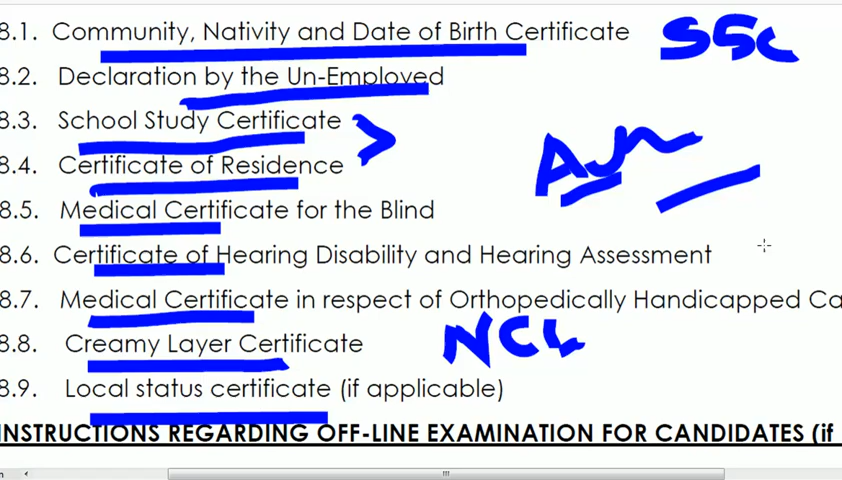 8.1. Community, Nativity and Date of Birth Certificate SSC
8.2. Declaration by the Un-Employed
8.3. School Study Certificate
8.4. Certificate of Residence
8.5. Medical Certificate for the Blind
8.6. Certificate of Hearing Disability and Hearing Assessment
8.7. Medical Certificate in respect of Orthopedically Handicapped Ca
8.8. Creamy Layer Certificate NCL
8.9. Local status certificate (if applicable)
INSTRUCTIONS REGARDING OFF-LINE EXAMINATION FOR CANDIDATES (if